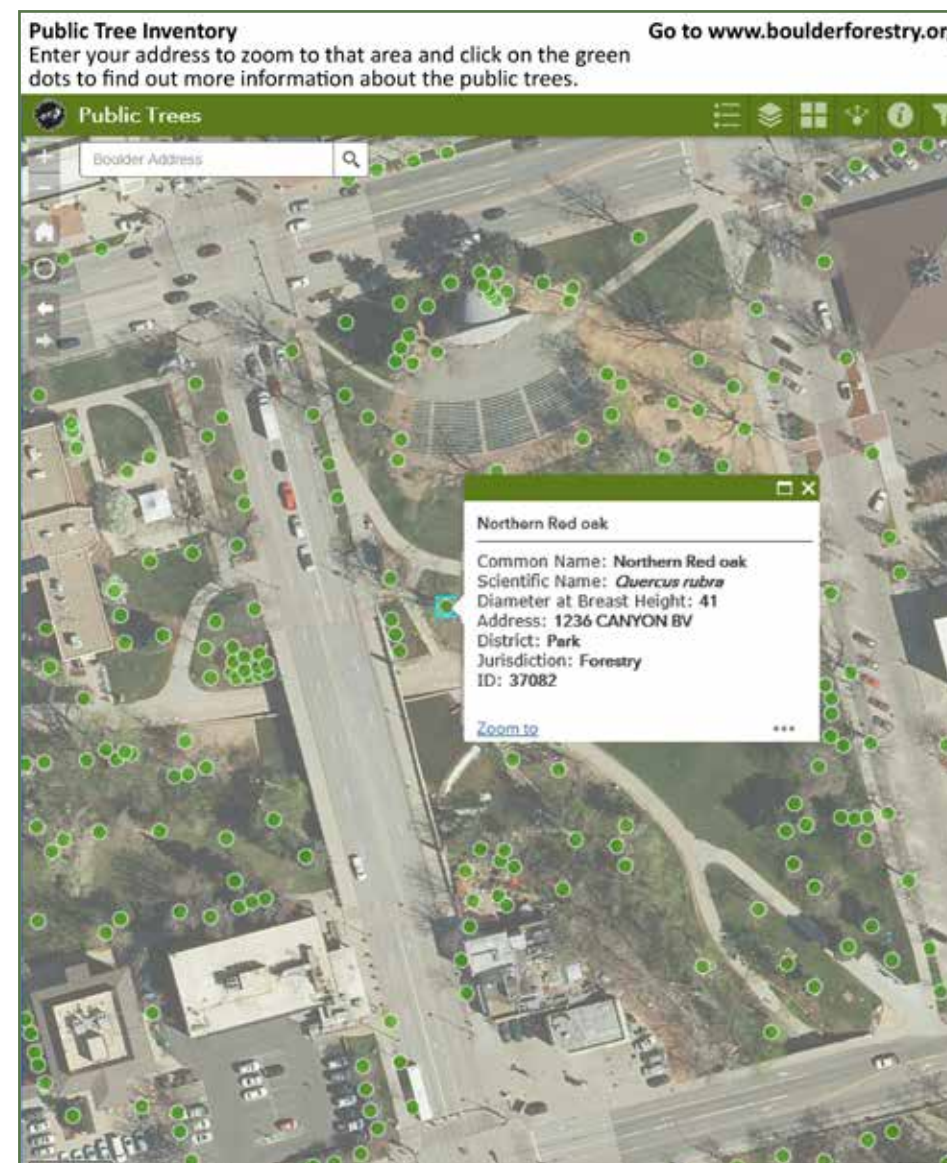 Public Tree Inventory
Go to www.boulderforestry.or
Enter your address to zoom to that area and click on the green
dots to find out more information about the public trees.
Public Trees
Boulder Address
Northern Red oak
Common Name: Northern Red oak
Scientific Name: Quercus rubra
Diameter at Breast Height: 41
Address: 1236 CANYON BV
District: Park
Jurisdiction: Forestry
ID: 37082
Zoom to